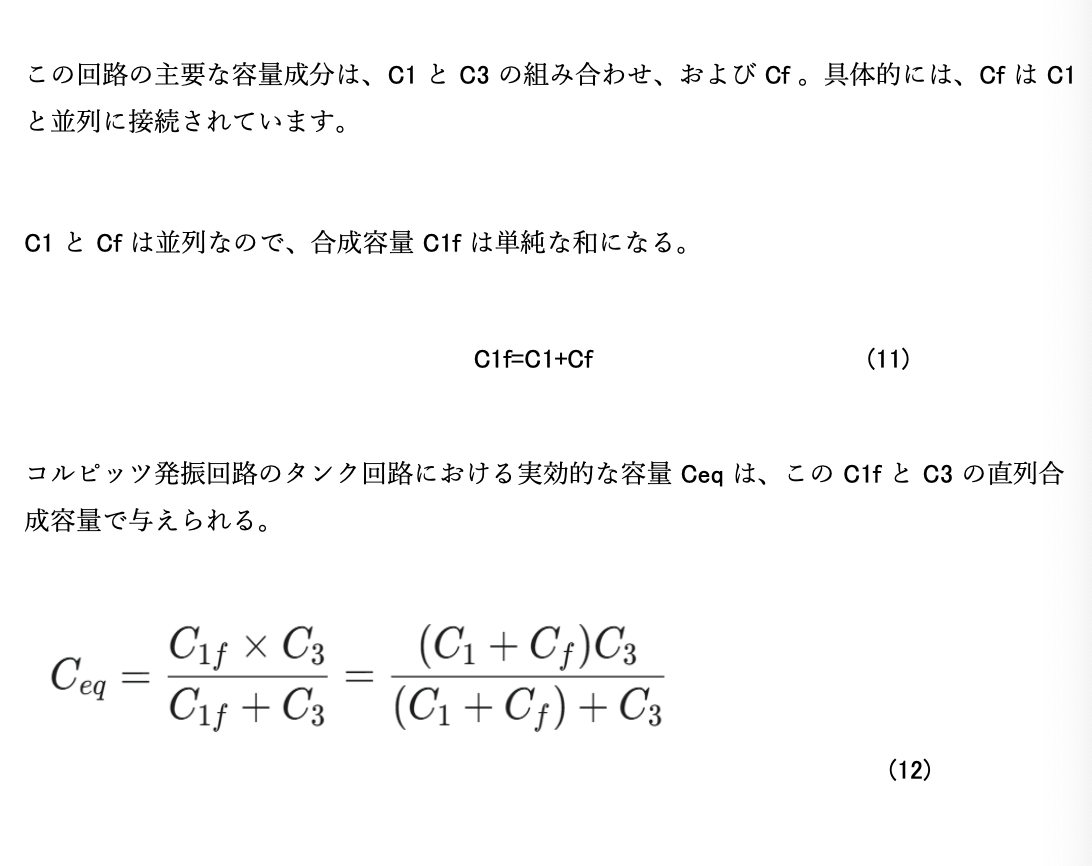 この回路の主要な容量成分は、C1 と C3 の組み合わせ、および Cf 。具体的には、Cf は C1
と並列に接続されています。
C1 と Cf は並列なので、合成容量 C1f は単純な和になる。
C1f=C1+Cf (11)
コルピッツ発振回路のタンク回路における実効的な容量 Ceq は、この C1f と C3 の直列合
成容量で与えられる。
C_{eq} = \frac{C_{1f} × C_3}{C_{1f} + C_3} = \frac{(C_1 + C_f)C_3}{(C_1 + C_f) + C_3}
(12)